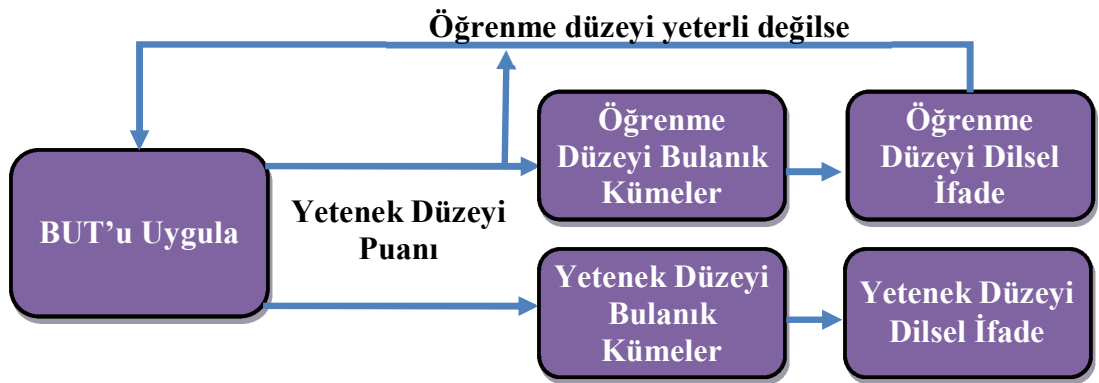 Öğrenme düzeyi yeterli değilse
BUT’u Uygula
Yetenek Düzeyi
Puanı
Öğrenme
Düzeyi Bulanık
Kümeler
Öğrenme
Düzeyi Dilsel
İfade
Yetenek Düzeyi
Bulanık
Kümeler
Yetenek Düzeyi
Dilsel İfade